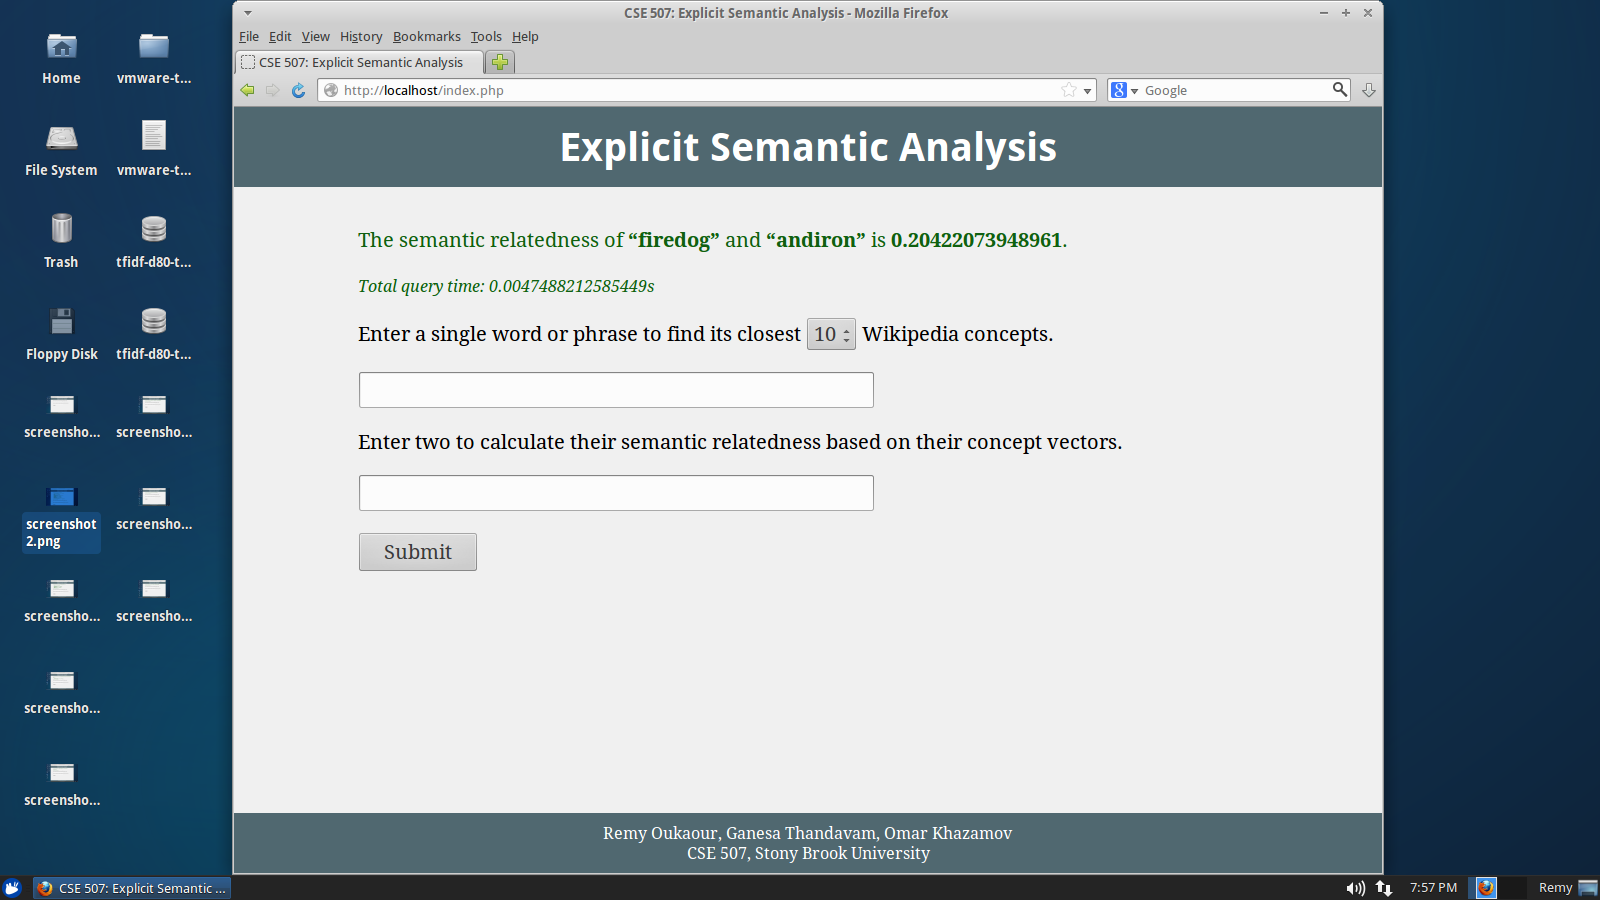 Home
vmware-t...
File System
vmware-t...
Trash
tfidf-d80-t...
Floppy Disk
tfidf-d80-t...
screensho...
screensho...
screenshot
2.png
screensho...
screensho...
screensho...
screensho...
screensho...
CSE 507: Explicit Semantic Analysis - Mozilla Firefox
File Edit View History Bookmarks Tools Help
CSE 507: Explicit Semantic Analysis
http://localhost/index.php
8 Google
Explicit Semantic Analysis
The semantic relatedness of “firedog” and “andiron” is 0.20422073948961.
Total query time: 0.0047488212585449s
Enter a single word or phrase to find its closest 10 Wikipedia concepts.
Enter two to calculate their semantic relatedness based on their concept vectors.
Submit
Remy Oukaour, Ganesa Thandavam, Omar Khazamov
CSE 507, Stony Brook University
CSE 507: Explicit Semantic ...
7:57 PM
Remy